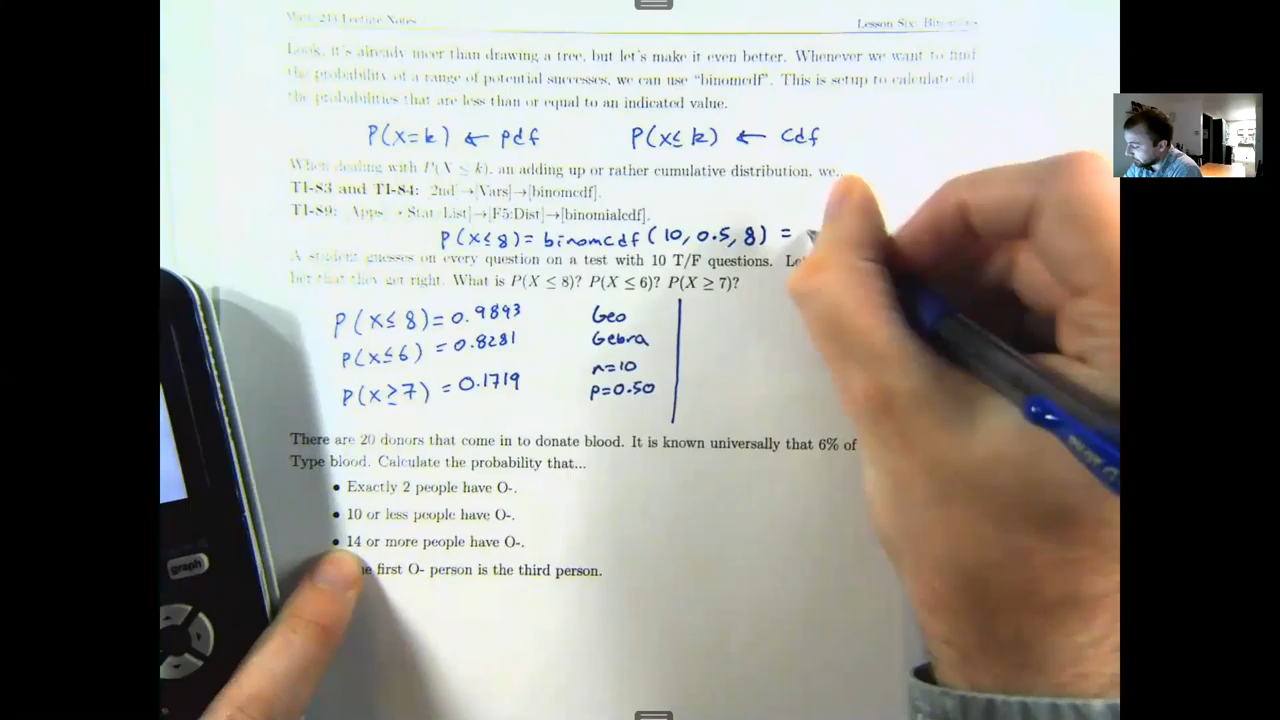 Math 243 Lecture Notes
Lesson Six:
Look, it's already nicer than drawing a tree, but let's make it even better. Whenever we want to find
the probability of a range of potential successes, we can use "binomcdf". This is setup to calculate all
the probabilities that are less than or equal to an indicated value.
P(X=k) ← pdf P(X≤k) ← cdf
When dealing with P(X ≤ k), an adding up or rather cumulative distribution, we...
TI-83 and TI-84: 2nd→[Vars]→[binomcdf].
TI-89: Apps→Stat/List]→[F5:Dist]→[binomialcdf].
P(X≤8) = binomcdf(10, 0.5, 8) =
A student guesses on every question on a test with 10 T/F questions.
ber that they get right. What is P(X ≤ 8)? P(X ≤ 6)? P(X ≥ 7)?
P(X≤8)=0.9893 Geo
P(X≤6) =0.8281 Gebra
n=10
P(X≥7) =0.1719 p=0.50
There are 20 donors that come in to donate blood. It is known universally that 6% of
Type blood. Calculate the probability that...
• Exactly 2 people have O-.
• 10 or less people have O-.
• 14 or more people have O-.
first O- person is the third person.
graph